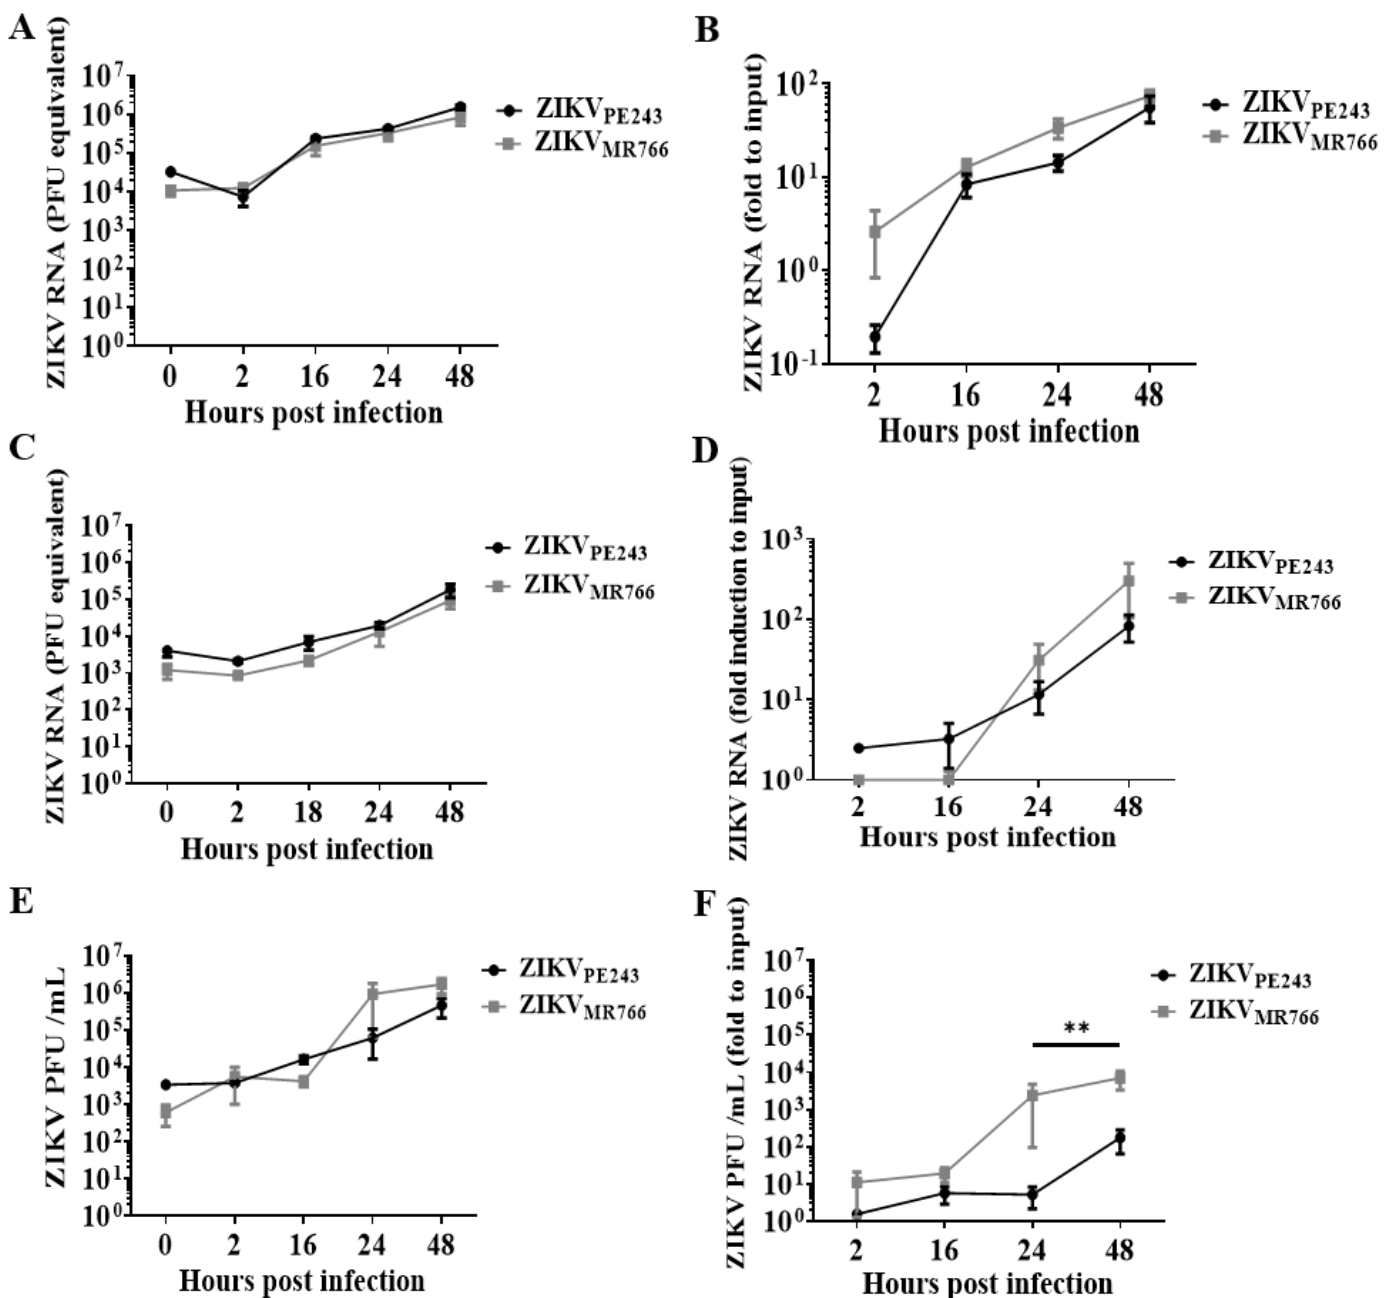 A
ZIKV RNA (PFU equivalent)
10^7
10^6
10^5
10^4
10^3
10^2
10^1
10^0
0 2 16 24 48
Hours post infection
ZIKV_PE243
ZIKV_MR766
B
ZIKV RNA (fold to input)
10^2
10^1
10^0
10^-1
2 16 24 48
Hours post infection
ZIKV_PE243
ZIKV_MR766
C
ZIKV RNA (PFU equivalent)
10^7
10^6
10^5
10^4
10^3
10^2
10^1
10^0
0 2 18 24 48
Hours post infection
ZIKV_PE243
ZIKV_MR766
D
ZIKV RNA (fold induction to input)
10^3
10^2
10^1
10^0
2 16 24 48
Hours post infection
ZIKV_PE243
ZIKV_MR766
E
ZIKV PFU /mL
10^7
10^6
10^5
10^4
10^3
10^2
10^1
10^0
0 2 16 24 48
Hours post infection
ZIKV_PE243
ZIKV_MR766
F
ZIKV PFU /mL (fold to input)
10^7
10^6
10^5
10^4
10^3
10^2
10^1
10^0
**
2 16 24 48
Hours post infection
ZIKV_PE243
ZIKV_MR766